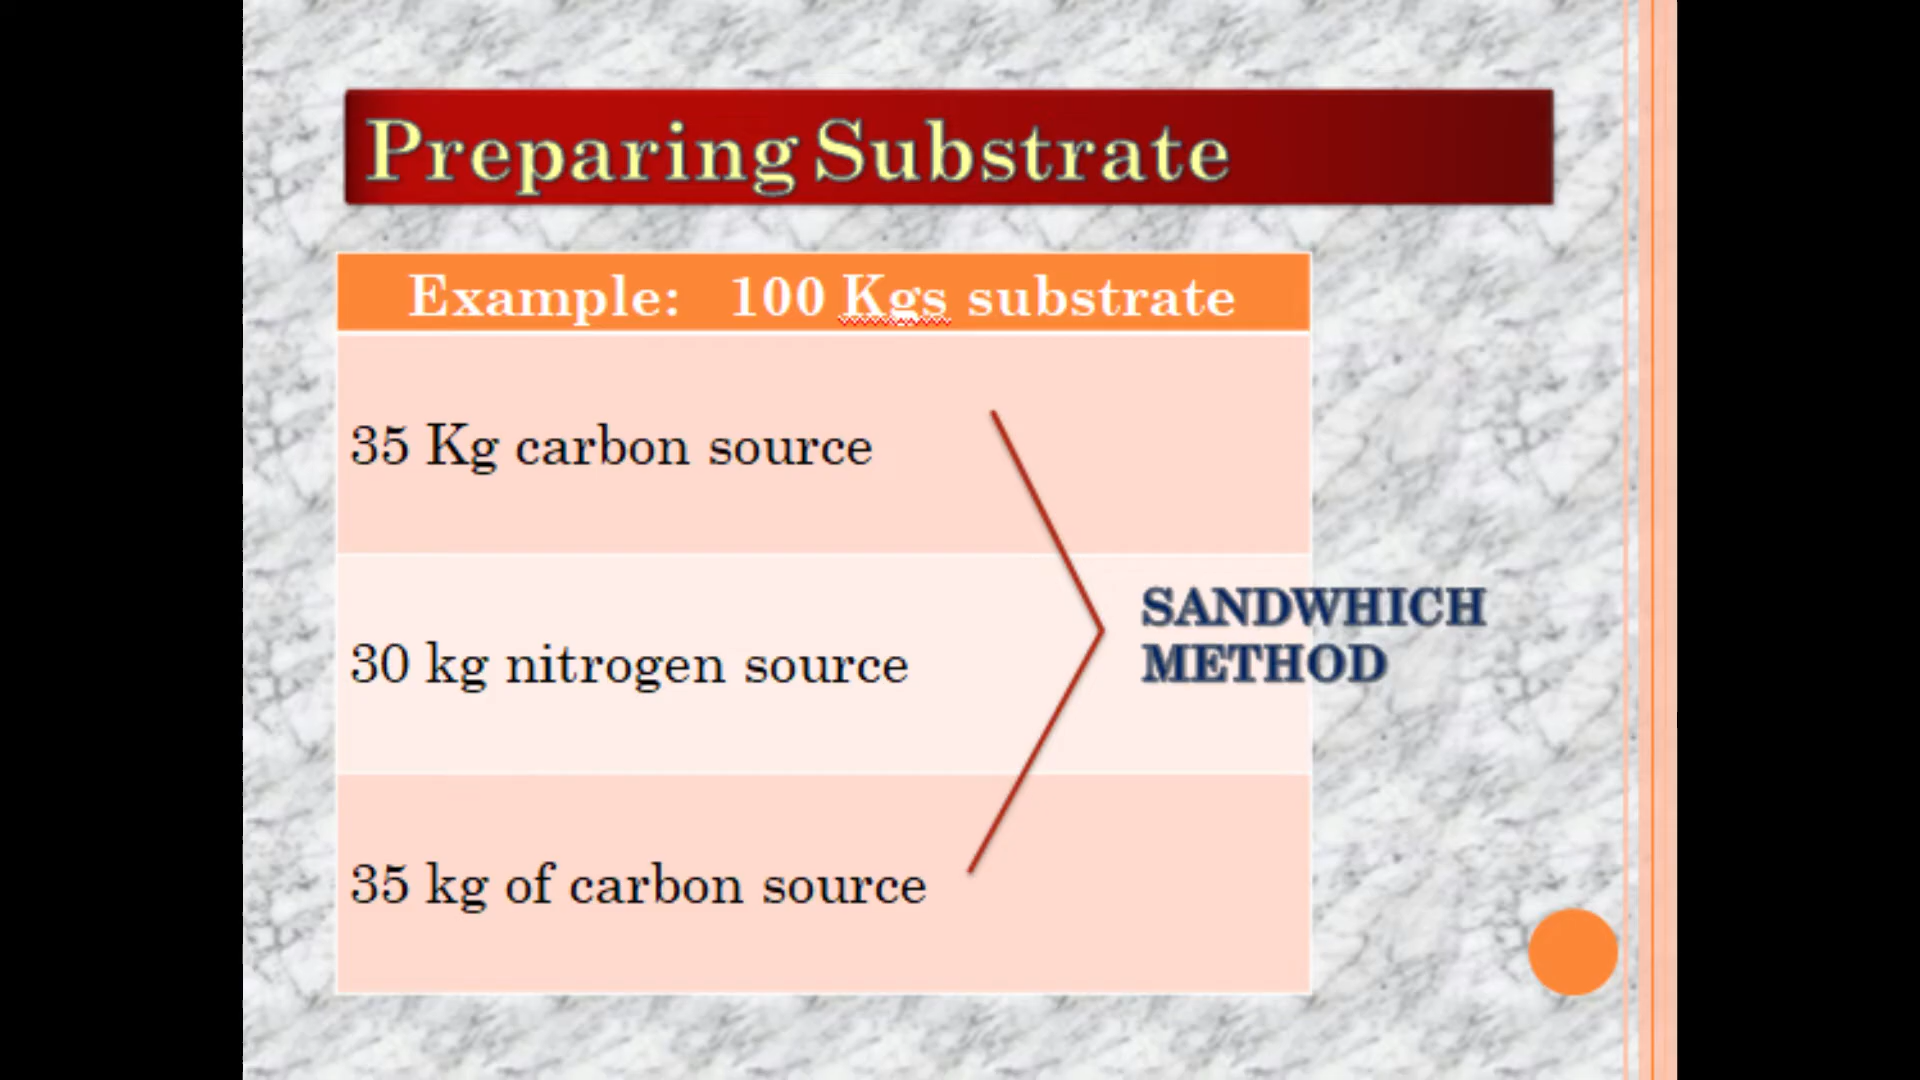 Preparing Substrate
Example: 100 Kgs substrate
35 Kg carbon source
30 kg nitrogen source
SANDWHICH
METHOD
35 kg of carbon source